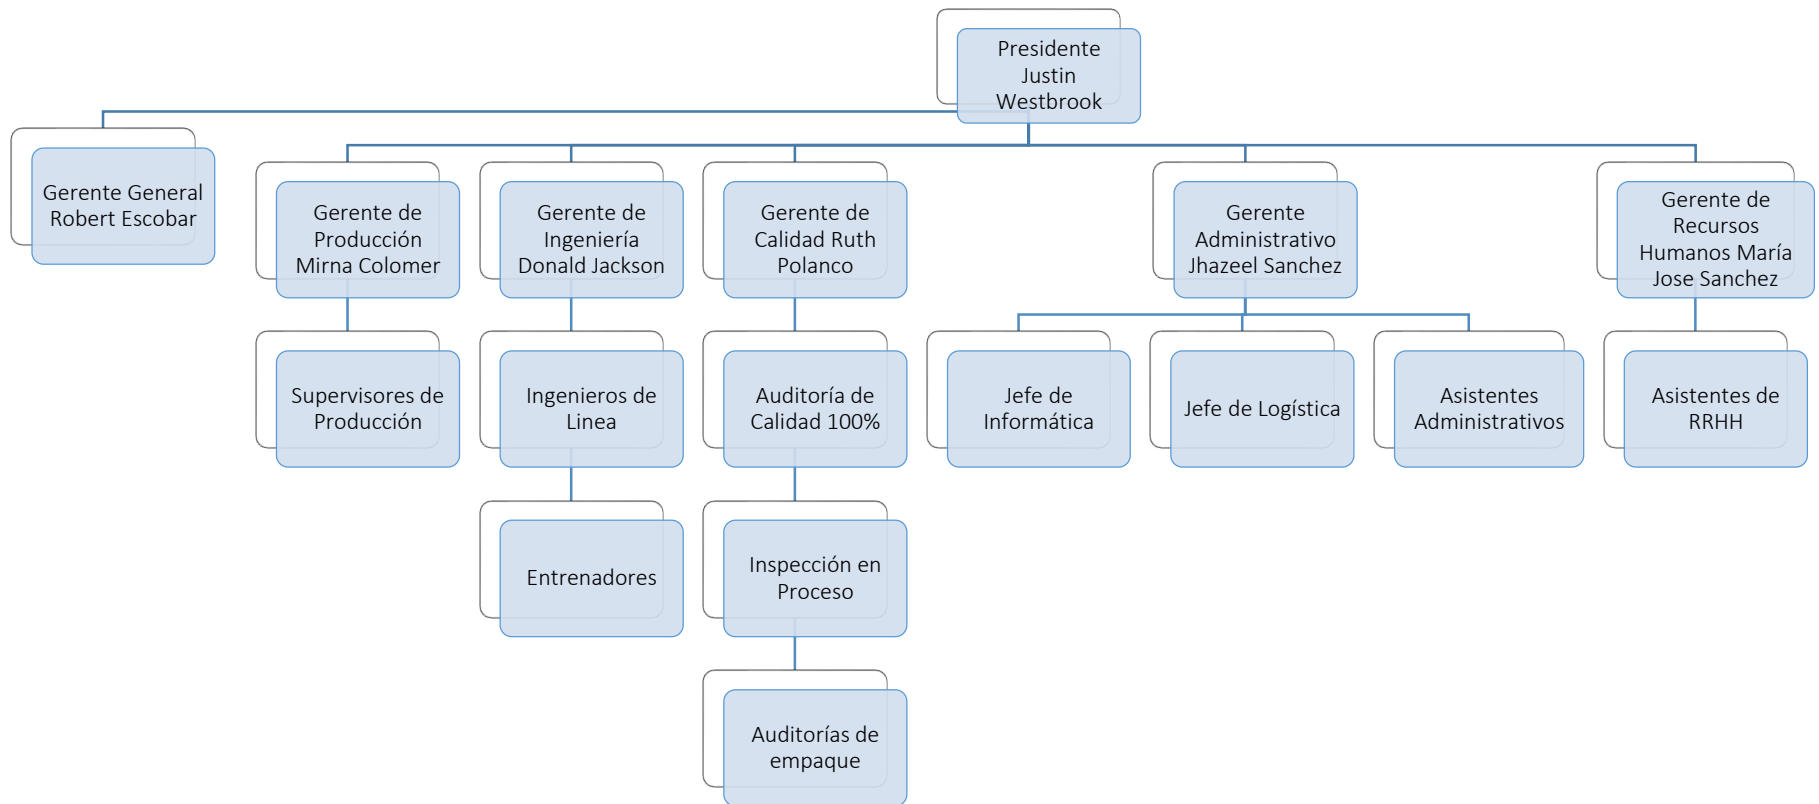 Presidente
Justin
Westbrook
Gerente General
Robert Escobar
Gerente de
Producción
Mirna Colomer
Gerente de
Ingeniería
Donald Jackson
Gerente de
Calidad Ruth
Polanco
Gerente
Administrativo
Jhazeel Sanchez
Gerente de
Recursos
Humanos María
Jose Sanchez
Supervisores de
Producción
Ingenieros de
Linea
Auditoría de
Calidad 100%
Jefe de
Informática
Jefe de Logística
Asistentes
Administrativos
Asistentes de
RRHH
Entrenadores
Inspección en
Proceso
Auditorías de
empaque